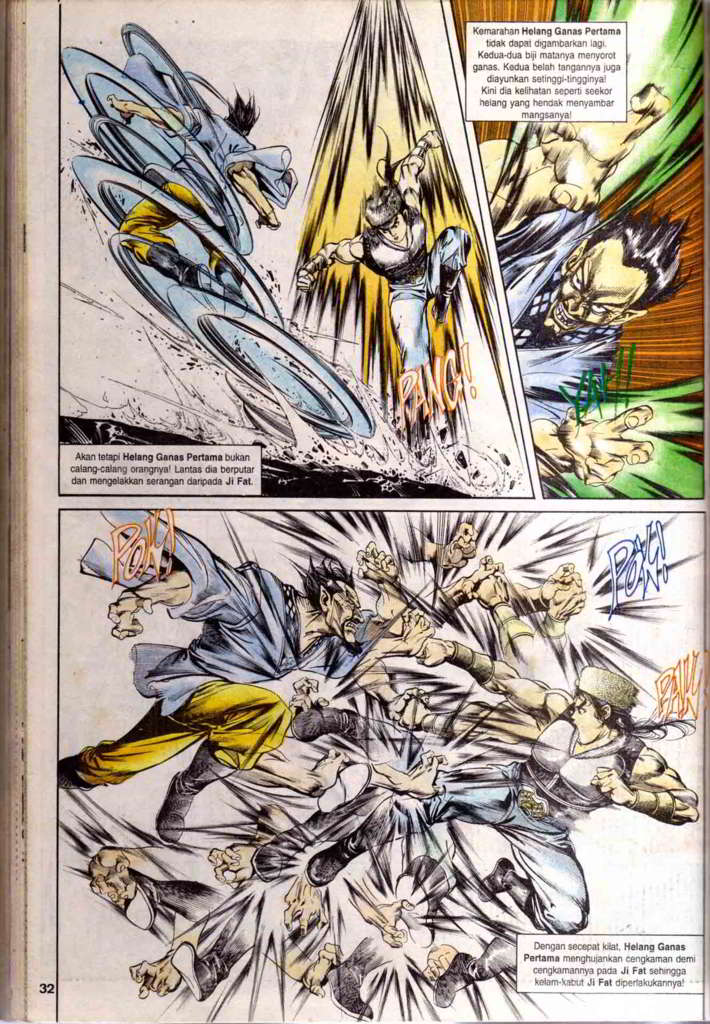 PANG!
Akan tetapi Helang Ganas Pertama bukan
calang-calang orangnya! Lantas dia berputar
dan mengelakkan serangan daripada Ji Fat.
Kemarahan Helang Ganas Pertama
tidak dapat digambarkan lagi.
Kedua-dua biji matanya menyorot
ganas. Kedua belah tangannya juga
diayunkan setinggi-tingginya!
Kini dia kelihatan seperti seekor
helang yang hendak menyambar
mangsanya!
POK!
PONG!
PAK!
Dengan secepat kilat, Helang Ganas
Pertama menghujankan cengkaman demi
cengkamannya pada Ji Fat sehingga
kelam-kabut Ji Fat diperlakukannya!
32